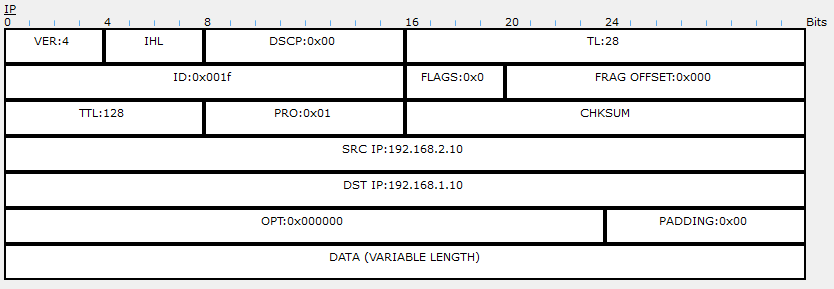 IP
0 4 8 16 20 24 Bits
VER:4 IHL DSCP:0x00 TL:28
ID:0x001f FLAGS:0x0 FRAG OFFSET:0x000
TTL:128 PRO:0x01 CHKSUM
SRC IP:192.168.2.10
DST IP:192.168.1.10
OPT:0x000000 PADDING:0x00
DATA (VARIABLE LENGTH)